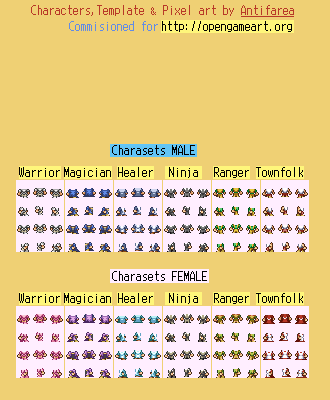 Characters, Template & Pixel art by Antifarea
Commisioned for http://opengameart.org
Charasets MALE
Warrior Magician Healer Ninja Ranger Townfolk
Charasets FEMALE
Warrior Magician Healer Ninja Ranger Townfolk